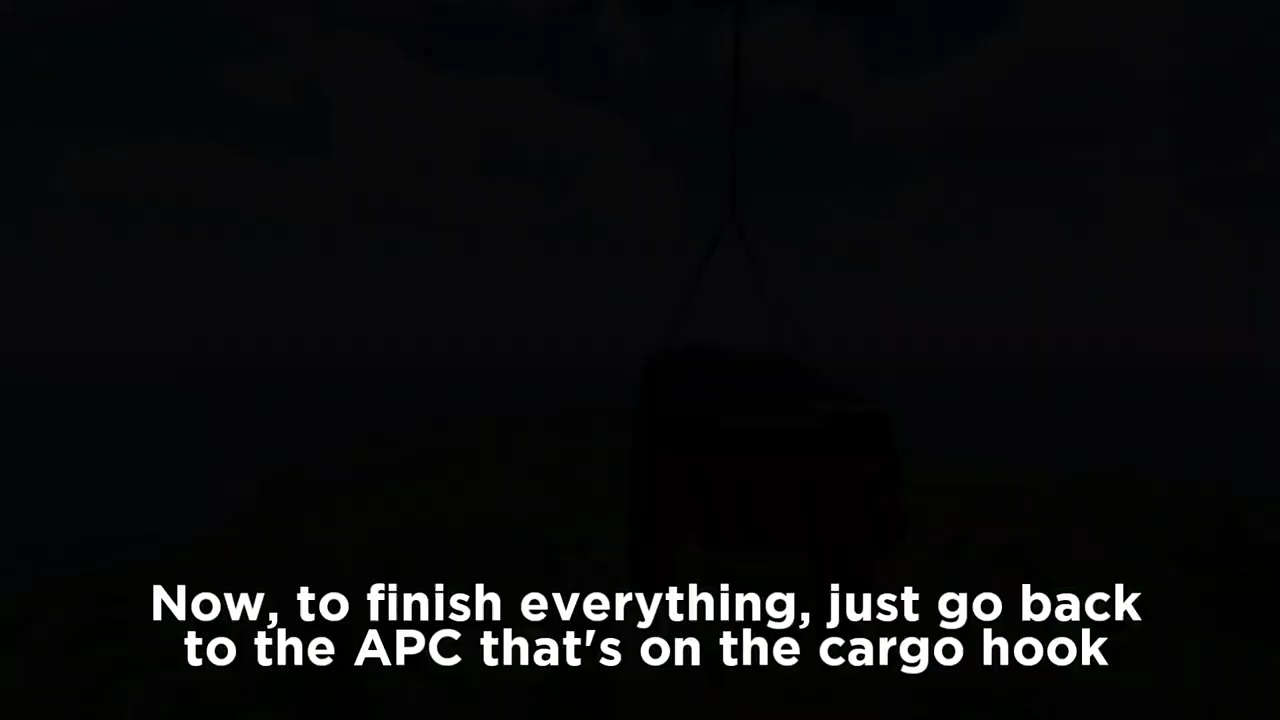 Now, to finish everything, just go back
to the APC that's on the cargo hook